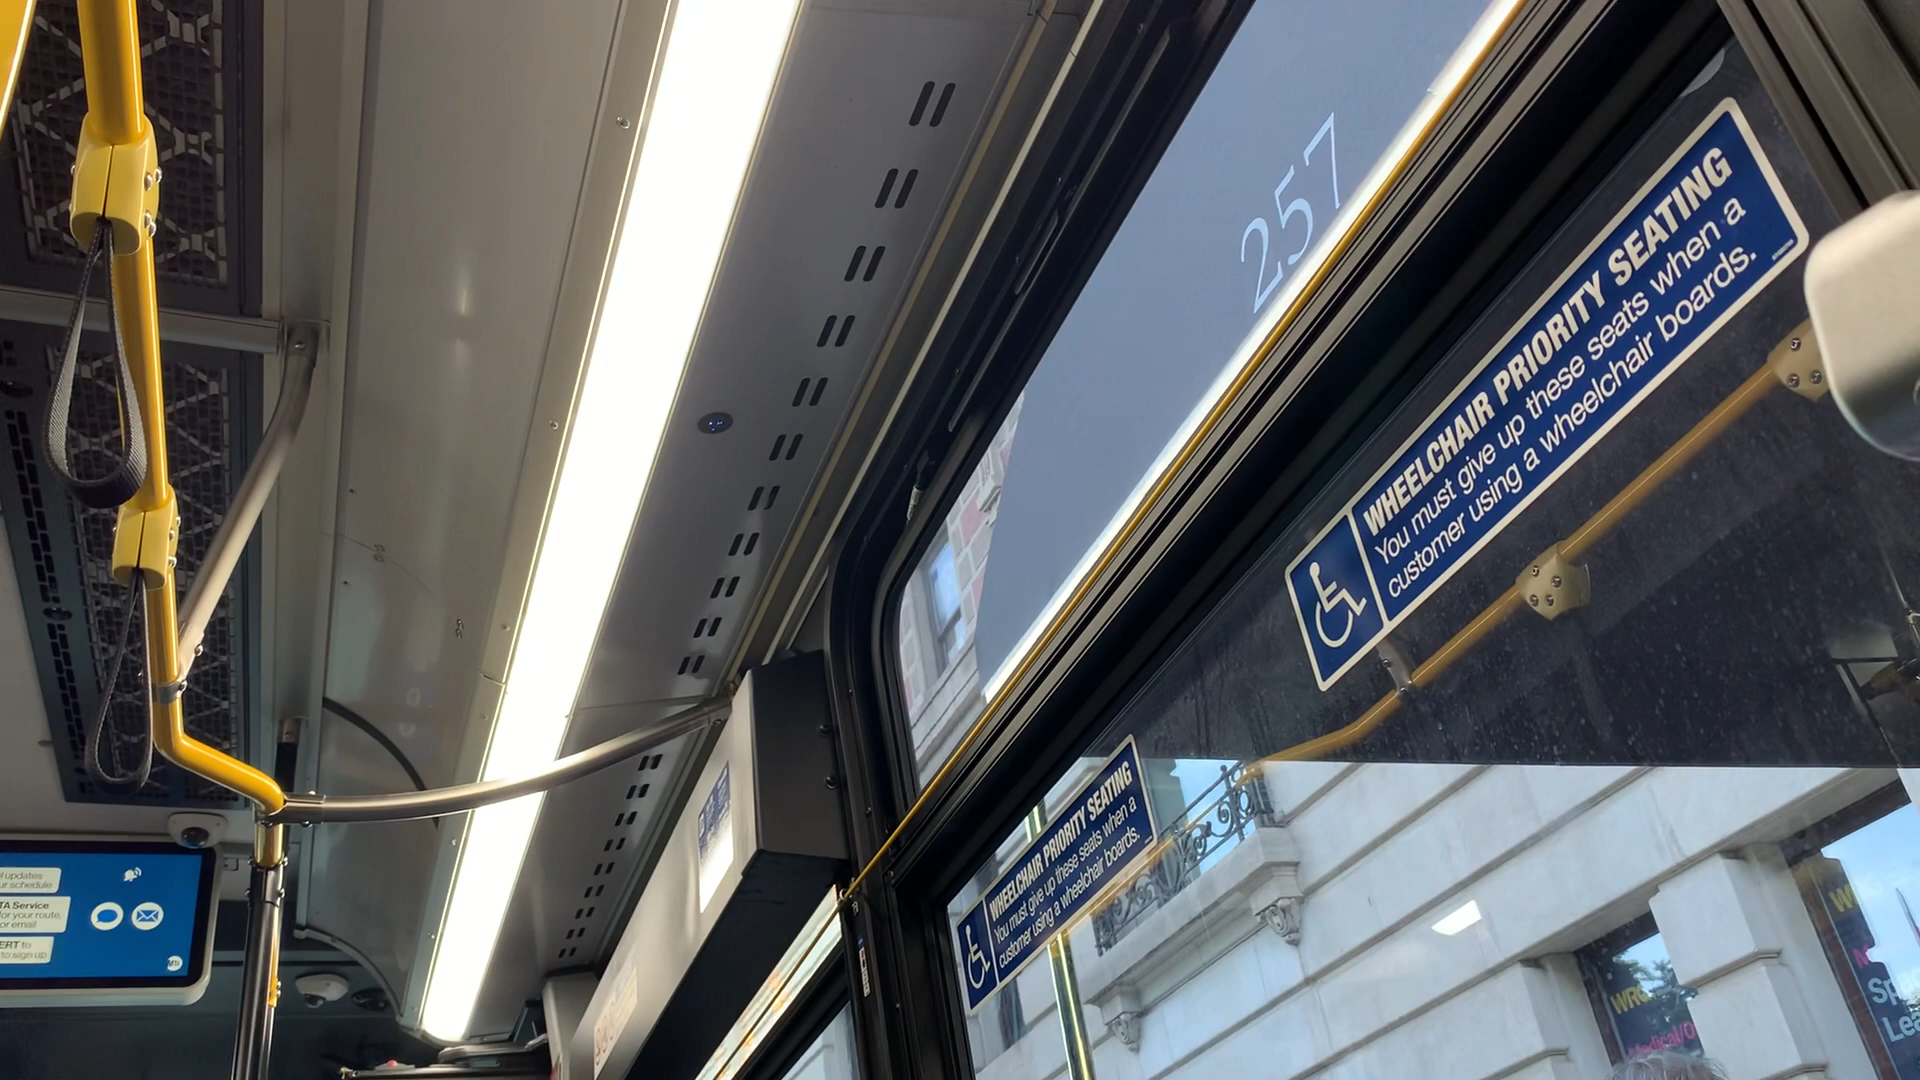 257
WHEELCHAIR PRIORITY SEATING
You must give up these seats when a
customer using a wheelchair boards.
WHEELCHAIR PRIORITY SEATING
You must give up these seats when a
customer using a wheelchair boards.
updates
schedule
TA Service
for your route,
or email
ERT to
to sign up